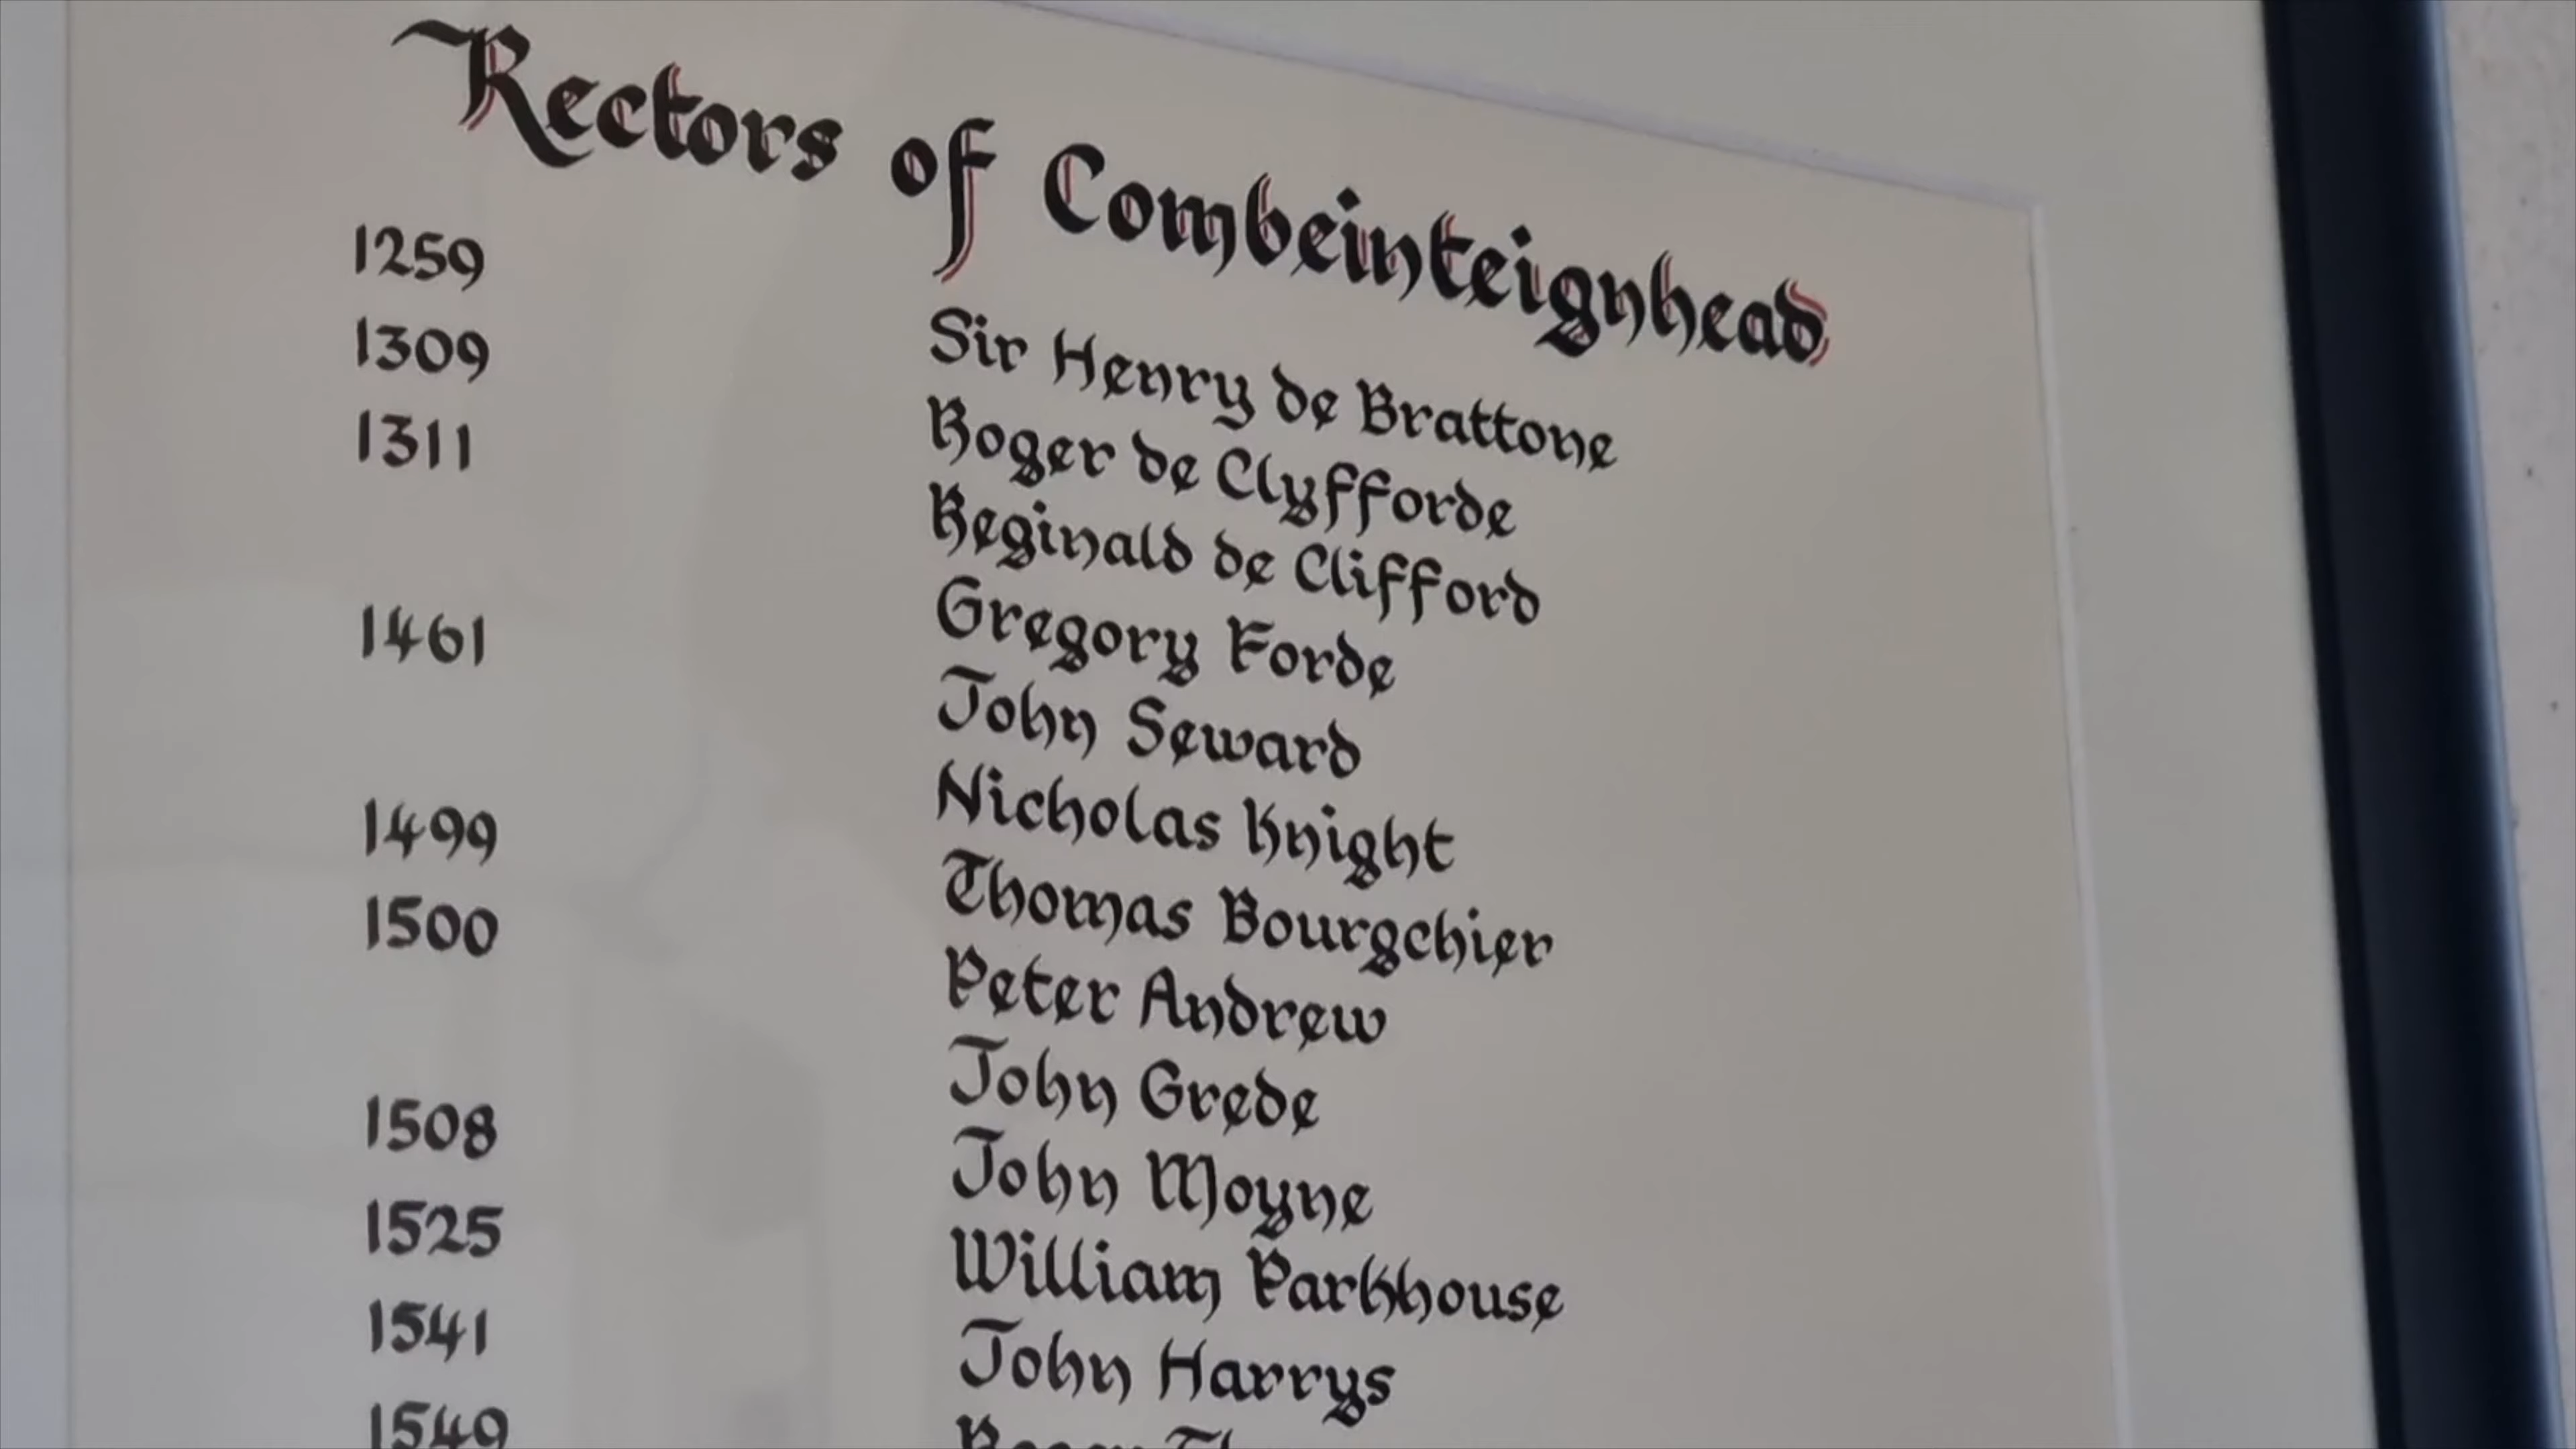 Rectors of Combeinteignhead
1259 Sir Henry de Brattone
1309 Roger de Clyfforde
1311 Reginald de Clifford
Gregory Forde
1461 John Seward
Nicholas Knight
1499 Thomas Bourgchier
1500 Peter Andrew
John Grede
1508 John Moyne
1525 William Parkhouse
1541 John Harrys
1549